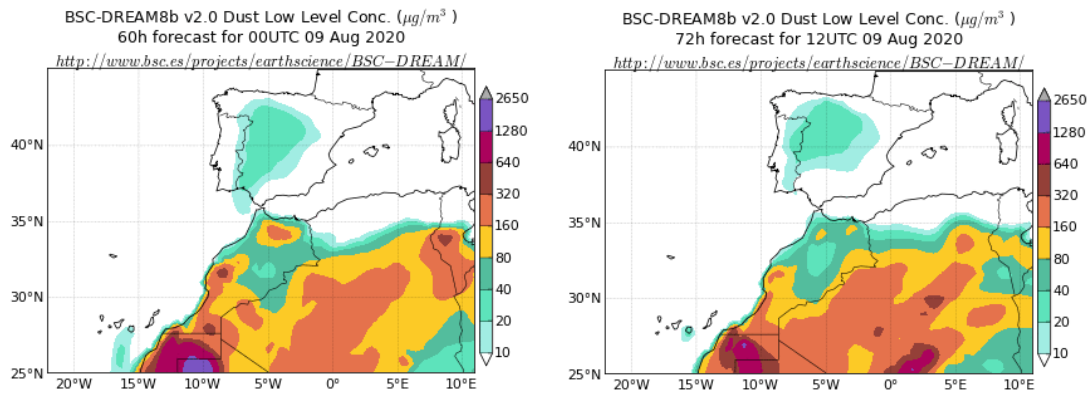 BSC-DREAM8b v2.0 Dust Low Level Conc. (μg/m³ )
60h forecast for 00UTC 09 Aug 2020
http://www.bsc.es/projects/earthscience/BSC−DREAM/
40°N
35°N
30°N
25°N
20°W
15°W
10°W
5°W
0°
5°E
10°E
2650
1280
640
320
160
80
40
20
10
BSC-DREAM8b v2.0 Dust Low Level Conc. (μg/m³ )
72h forecast for 12UTC 09 Aug 2020
http://www.bsc.es/projects/earthscience/BSC−DREAM/
40°N
35°N
30°N
25°N
20°W
15°W
10°W
5°W
0°
5°E
10°E
2650
1280
640
320
160
80
40
20
10